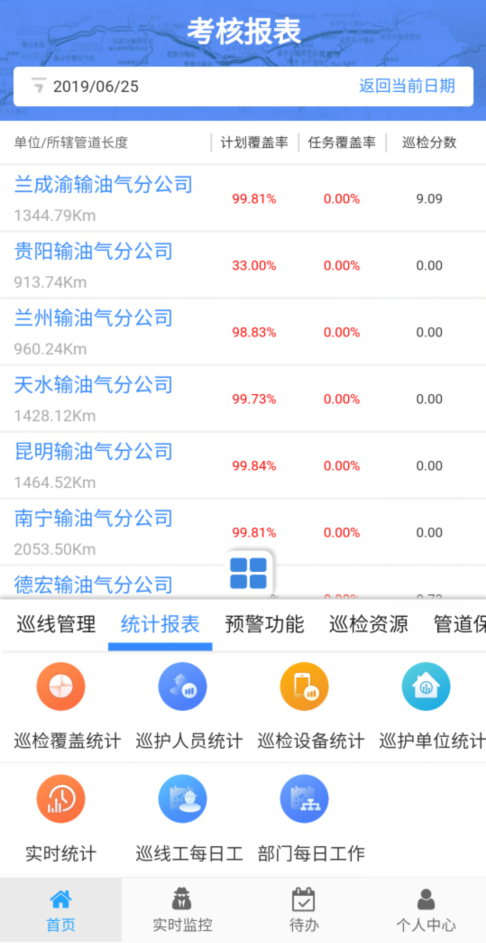 考核报表
2019/06/25 返回当前日期
单位/所辖管道长度 计划覆盖率 任务覆盖率 巡检分数
兰成渝输油气分公司
1344.79Km 99.81% 0.00% 9.09
贵阳输油气分公司
913.74Km 33.00% 0.00% 0.00
兰州输油气分公司
960.24Km 98.83% 0.00% 0.00
天水输油气分公司
1428.12Km 99.73% 0.00% 0.00
昆明输油气分公司
1464.52Km 99.84% 0.00% 0.00
南宁输油气分公司
2053.50Km 99.81% 0.00% 0.00
德宏输油气分公司
巡线管理 统计报表 预警功能 巡检资源 管道保
巡检覆盖统计 巡护人员统计 巡检设备统计 巡护单位统计
实时统计 巡线工每日工 部门每日工作
首页 实时监控 待办 个人中心